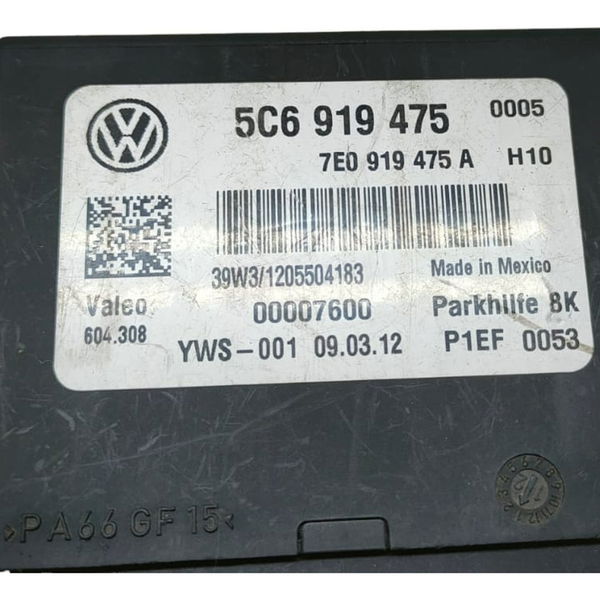 5C6 919 475 0005
7E0 919 475 A H10
39W3/1205504183 Made in Mexico
Valeo 00007600 Parkhilfe 8K
604.308 YWS-001 09.03.12 P1EF 0053
>PA66 GF15<